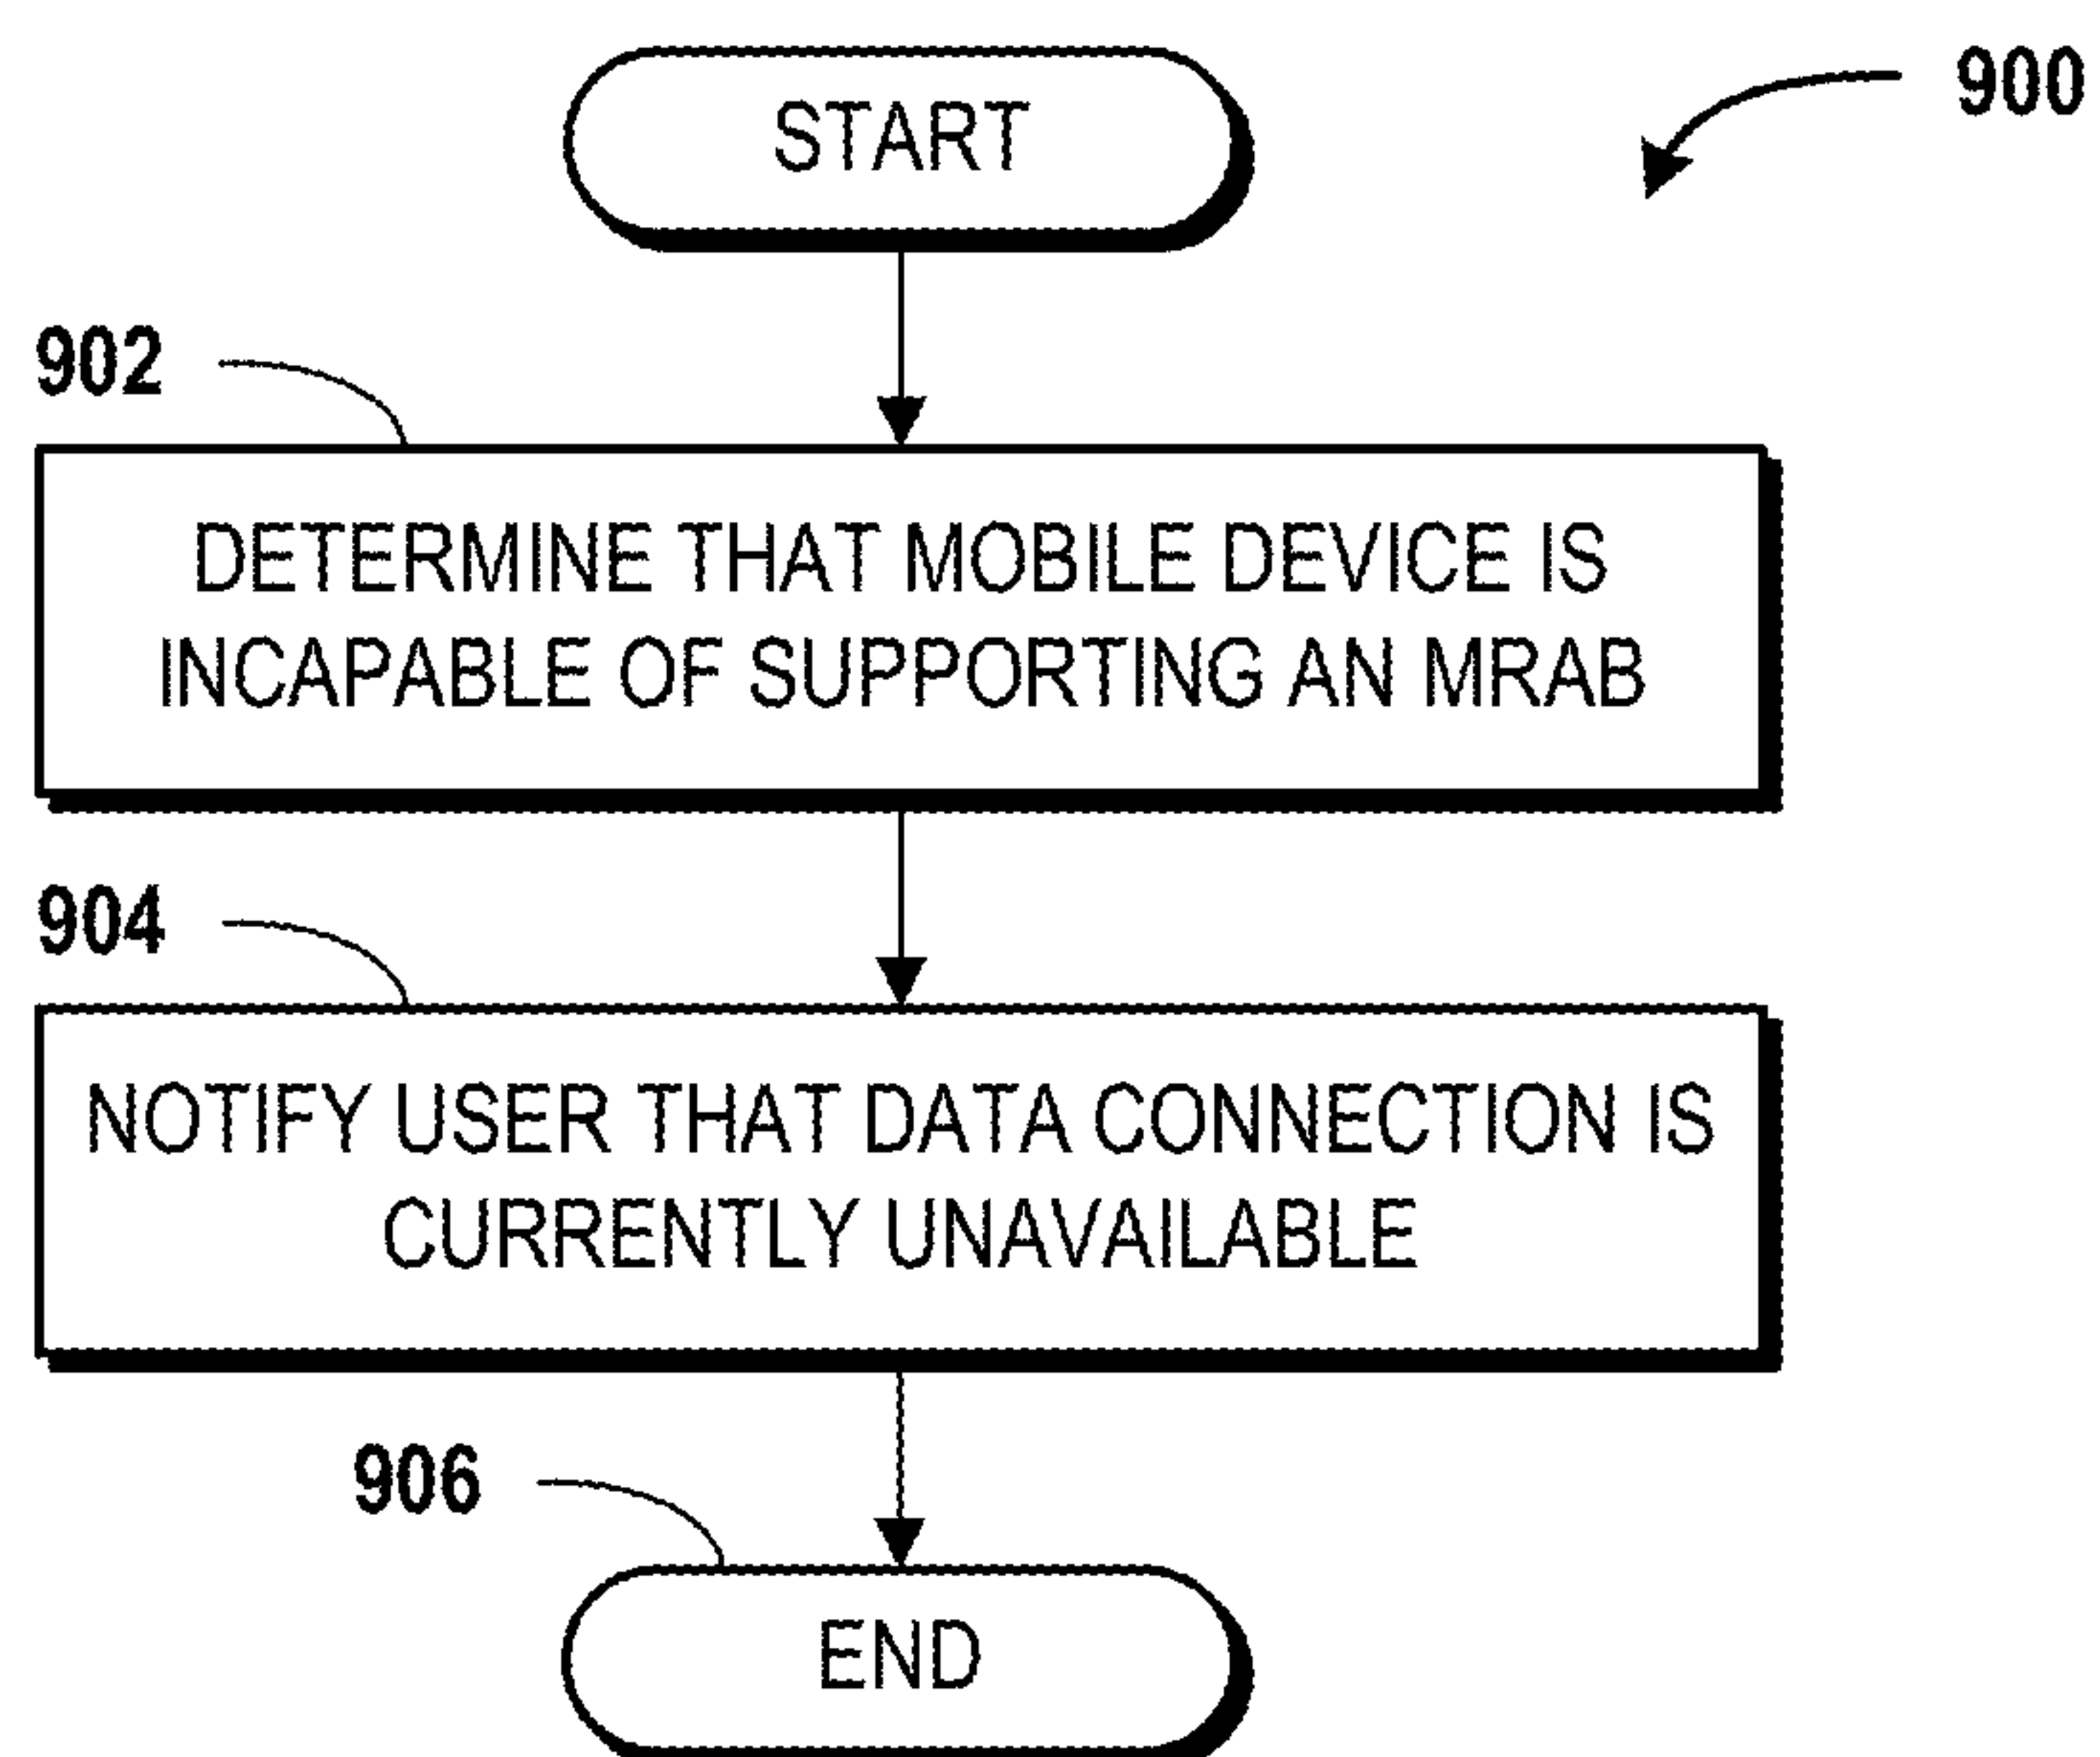 START
900
902
DETERMINE THAT MOBILE DEVICE IS
INCAPABLE OF SUPPORTING AN MRAB
904
NOTIFY USER THAT DATA CONNECTION IS
CURRENTLY UNAVAILABLE
906
END